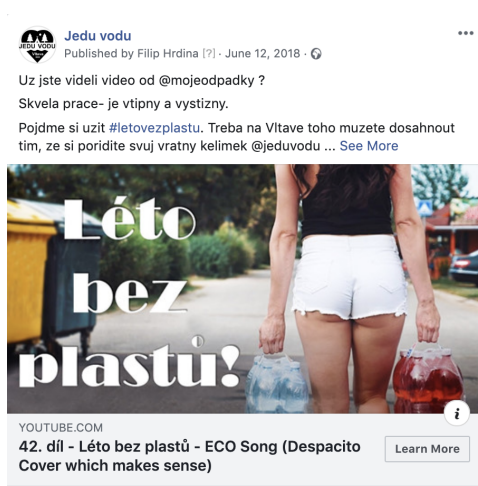 JEDU VODU
Jedu vodu
Published by Filip Hrdina [?] · June 12, 2018 ·
Uz jste videli video od @mojeodpadky ?
Skvela prace- je vtipny a vystizny.
Pojdme si uzit #letovezplastu. Treba na Vltave toho muzete dosahnout
tim, ze si poridite svuj vratny kelimek @jeduvodu ... See More
Léto
bez
plastů!
i
YOUTUBE.COM
42. díl - Léto bez plastů - ECO Song (Despacito
Cover which makes sense)
Learn More